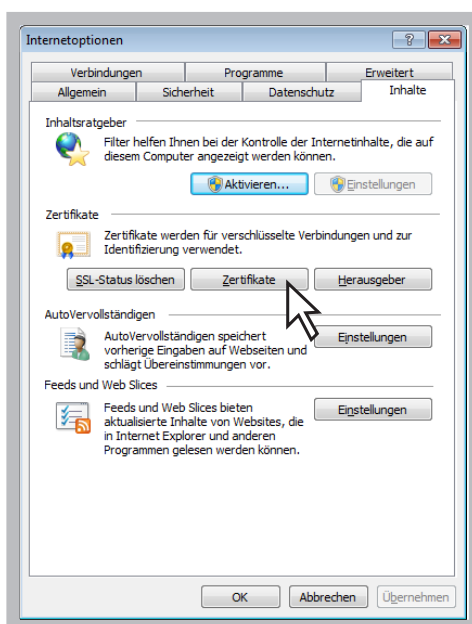 Internetoptionen
Verbindungen Programme Erweitert
Allgemein Sicherheit Datenschutz Inhalte
Inhaltsratgeber
Filter helfen Ihnen bei der Kontrolle der Internetinhalte, die auf
diesem Computer angezeigt werden können.
Aktivieren... Einstellungen
Zertifikate
Zertifikate werden für verschlüsselte Verbindungen und zur
Identifizierung verwendet.
SSL-Status löschen Zertifikate Herausgeber
AutoVervollständigen
AutoVervollständigen speichert
vorherige Eingaben auf Webseiten und
schlägt Übereinstimmungen vor.
Einstellungen
Feeds und Web Slices
Feeds und Web Slices bieten
aktualisierte Inhalte von Websites, die
in Internet Explorer und anderen
Programmen gelesen werden können.
Einstellungen
OK Abbrechen Übernehmen